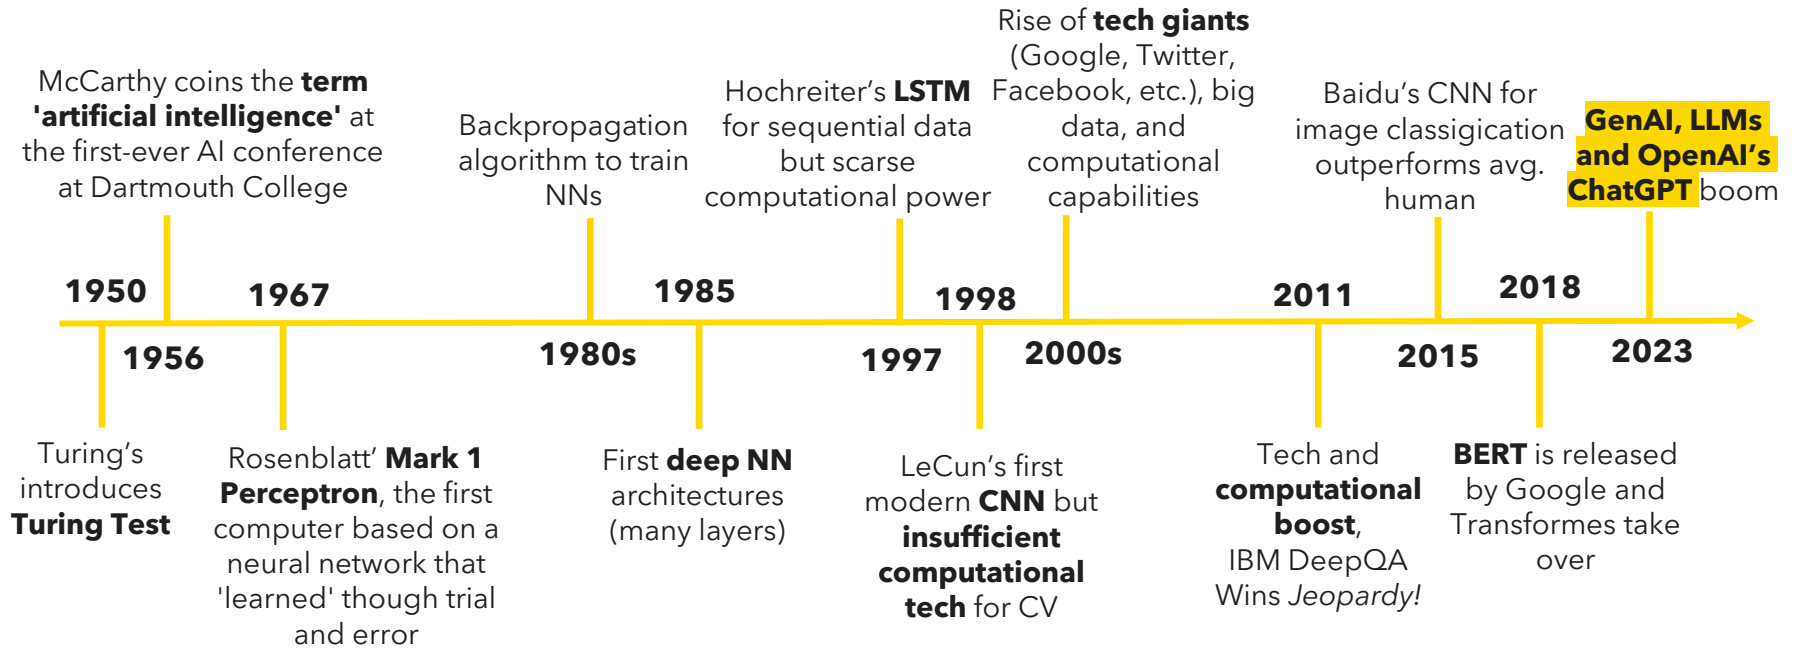 McCarthy coins the term
'artificial intelligence' at
the first-ever AI conference
at Dartmouth College
Backpropagation
algorithm to train
NNs
Hochreiter’s LSTM
for sequential data
but scarse
computational power
Rise of tech giants
(Google, Twitter,
Facebook, etc.), big
data, and
computational
capabilities
Baidu’s CNN for
image classigication
outperforms avg.
human
GenAI, LLMs
and OpenAI’s
ChatGPT boom
1950
1967
1985
1998
2011
2018
1956
1980s
1997
2000s
2015
2023
Turing’s
introduces
Turing Test
Rosenblatt’ Mark 1
Perceptron, the first
computer based on a
neural network that
'learned' though trial
and error
First deep NN
architectures
(many layers)
LeCun’s first
modern CNN but
insufficient
computational
tech for CV
Tech and
computational
boost,
IBM DeepQA
Wins Jeopardy!
BERT is released
by Google and
Transformes take
over